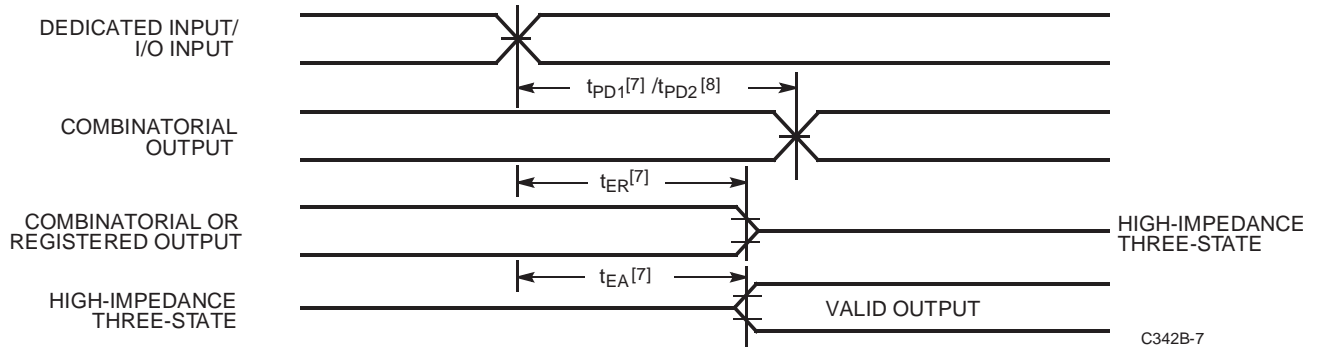 DEDICATED INPUT/
I/O INPUT
tPD1[7] /tPD2[8]
COMBINATORIAL
OUTPUT
tER[7]
COMBINATORIAL OR
REGISTERED OUTPUT
HIGH-IMPEDANCE
THREE-STATE
tEA[7]
HIGH-IMPEDANCE
THREE-STATE
VALID OUTPUT
C342B-7